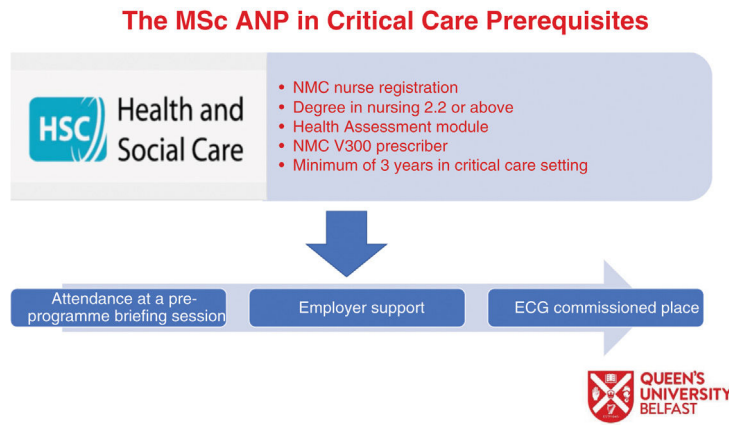 The MSc ANP in Critical Care Prerequisites
HSC
Health and
Social Care
• NMC nurse registration
• Degree in nursing 2.2 or above
• Health Assessment module
• NMC V300 prescriber
• Minimum of 3 years in critical care setting
Attendance at a pre-
programme briefing session
Employer support
ECG commissioned place
QUEEN'S
UNIVERSITY
BELFAST